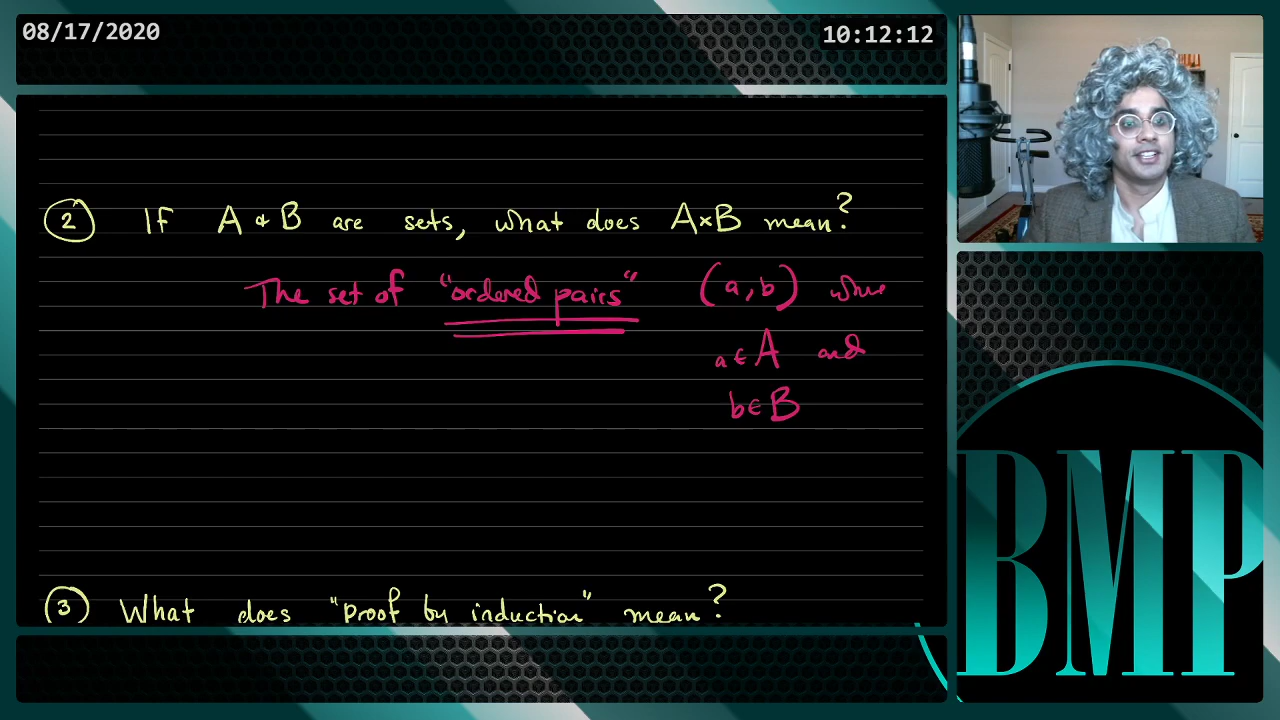 08/17/2020
10:12:12
2 If A & B are sets, what does A×B mean?
The set of "ordered pairs" (a,b) where
a∈A and
b∈B
3 What does "proof by induction" mean?
BMP